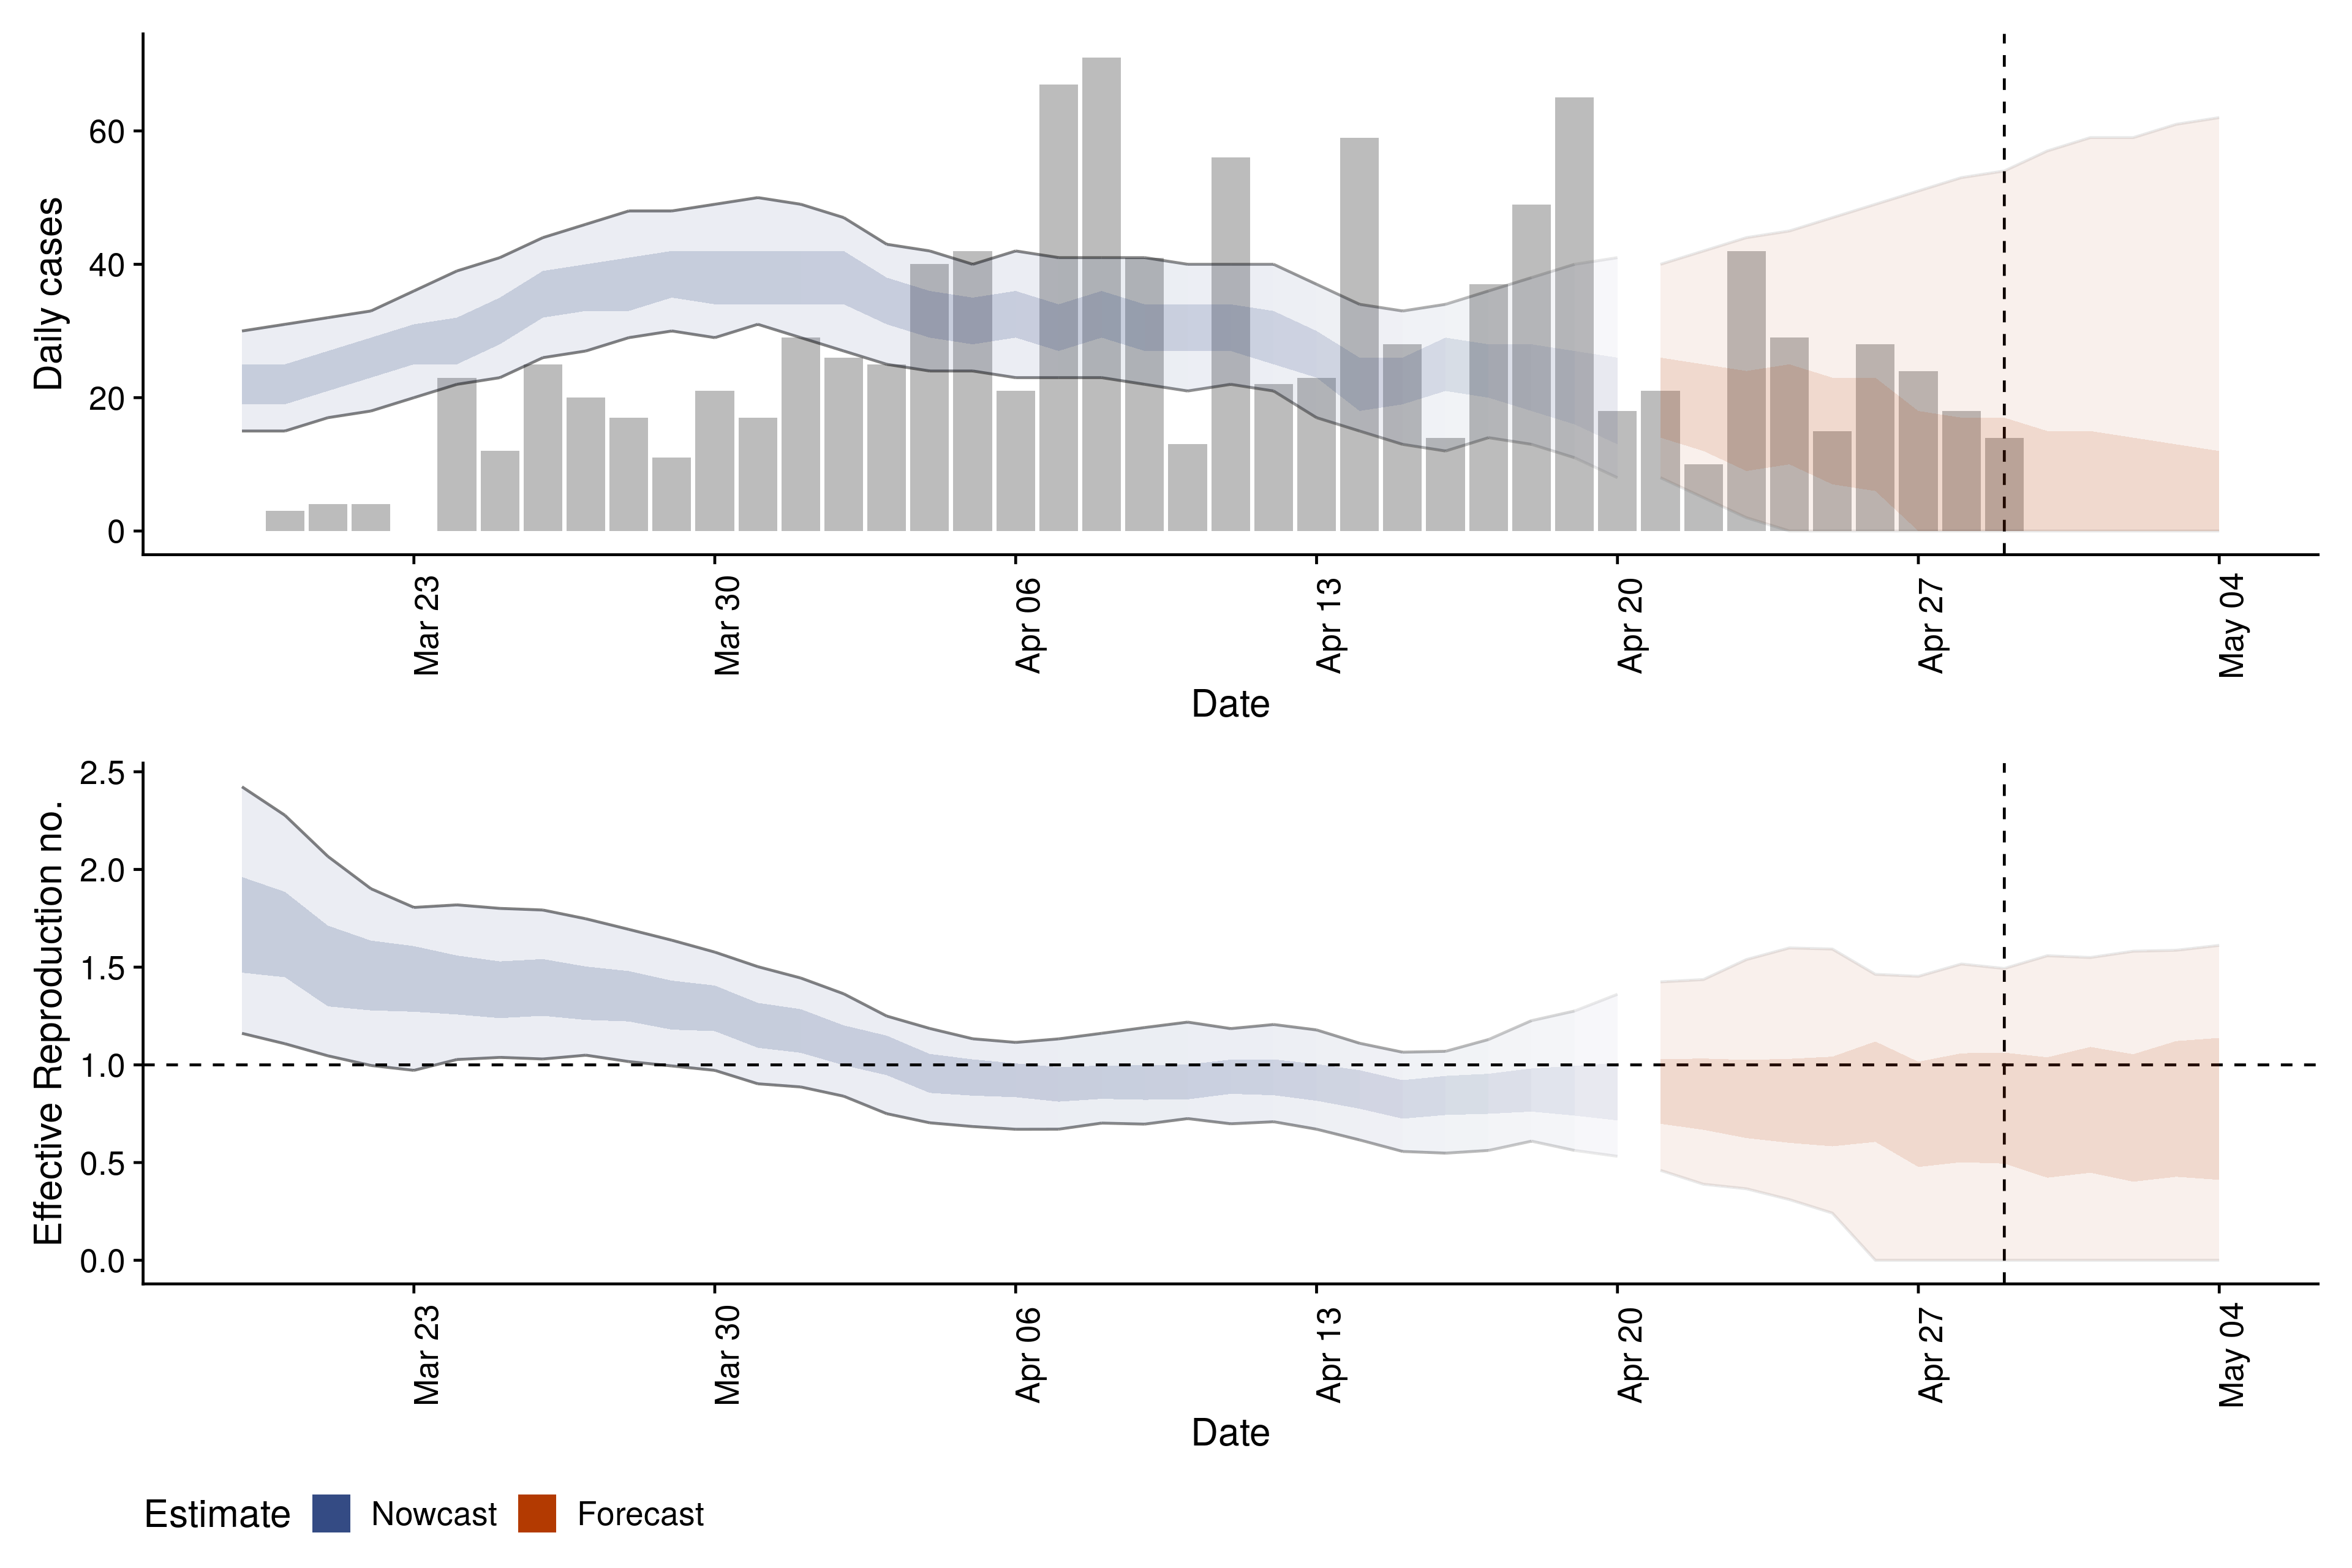 Daily cases
60
40
20
0
Mar 23
Mar 30
Apr 06
Apr 13
Apr 20
Apr 27
May 04
Date
Effective Reproduction no.
2.5
2.0
1.5
1.0
0.5
0.0
Mar 23
Mar 30
Apr 06
Apr 13
Apr 20
Apr 27
May 04
Date
Estimate Nowcast Forecast